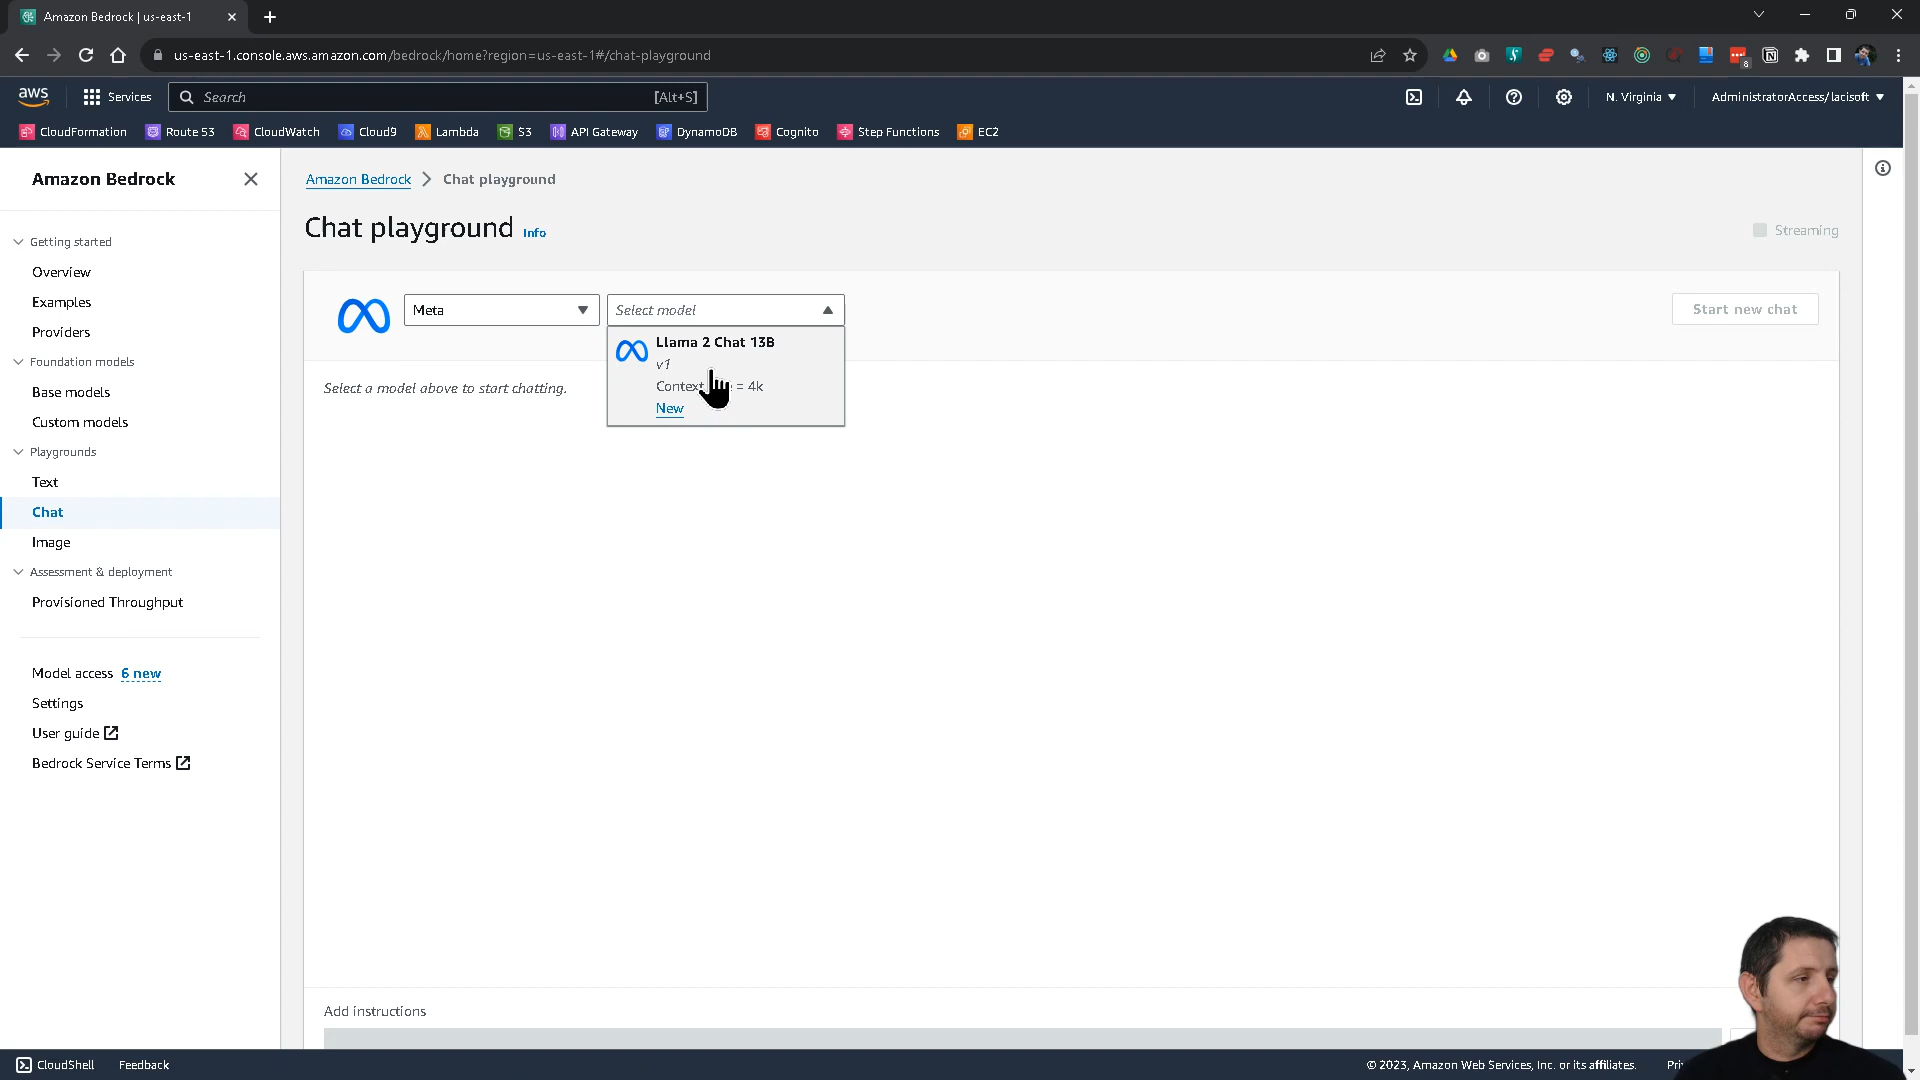 Amazon Bedrock | us-east-1
us-east-1.console.aws.amazon.com/bedrock/home?region=us-east-1#/chat-playground
8
aws
Services
Search
[Alt+S]
N. Virginia
AdministratorAccess/lacisoft
CloudFormation
Route 53
CloudWatch
Cloud9
Lambda
S3
API Gateway
DynamoDB
Cognito
Step Functions
EC2
Amazon Bedrock
Getting started
Overview
Examples
Providers
Foundation models
Base models
Custom models
Playgrounds
Text
Chat
Image
Assessment & deployment
Provisioned Throughput
Model access 6 new
Settings
User guide
Bedrock Service Terms
Amazon Bedrock > Chat playground
Chat playground Info
Streaming
Meta
Select model
Start new chat
Llama 2 Chat 13B
v1
Context = 4k
New
Select a model above to start chatting.
Add instructions
CloudShell
Feedback
© 2023, Amazon Web Services, Inc. or its affiliates.